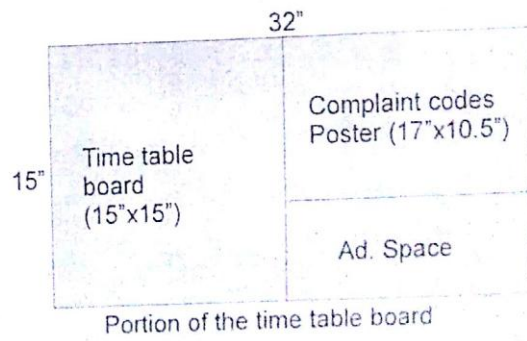 32"
15"
Time table
board
(15"x15")
Complaint codes
Poster (17"x10.5")
Ad. Space
Portion of the time table board